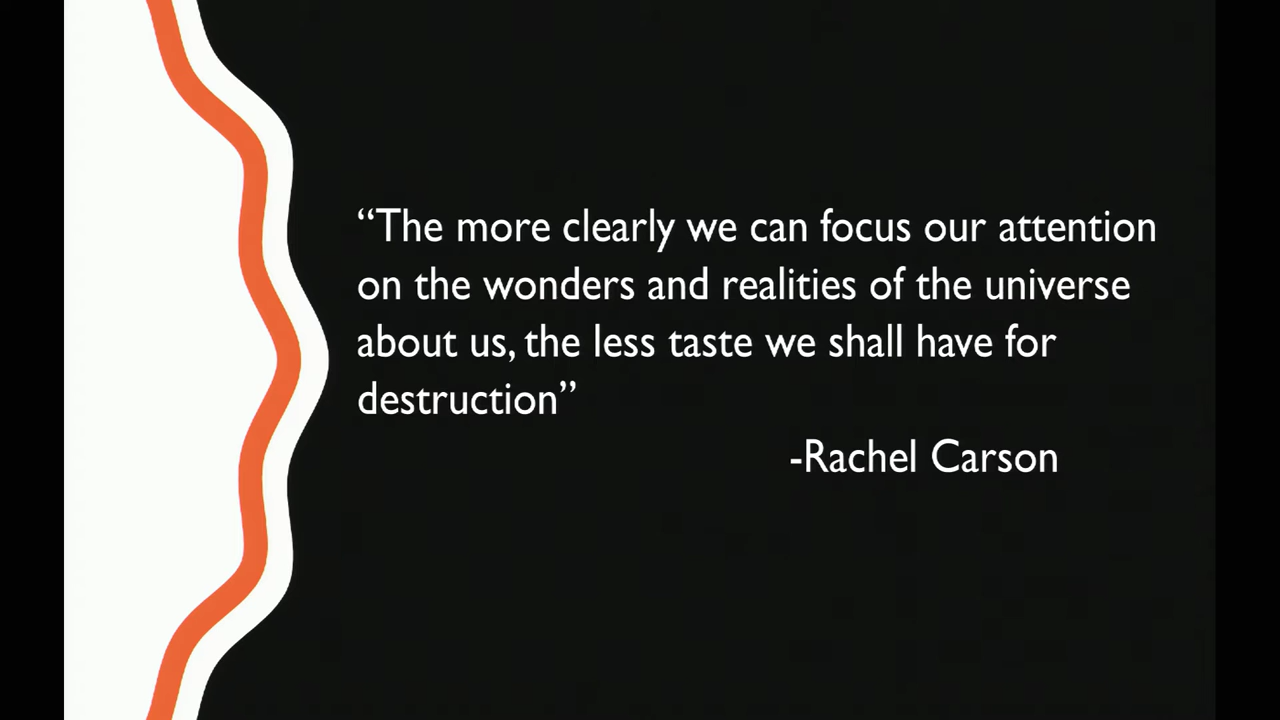 “The more clearly we can focus our attention
on the wonders and realities of the universe
about us, the less taste we shall have for
destruction”
-Rachel Carson